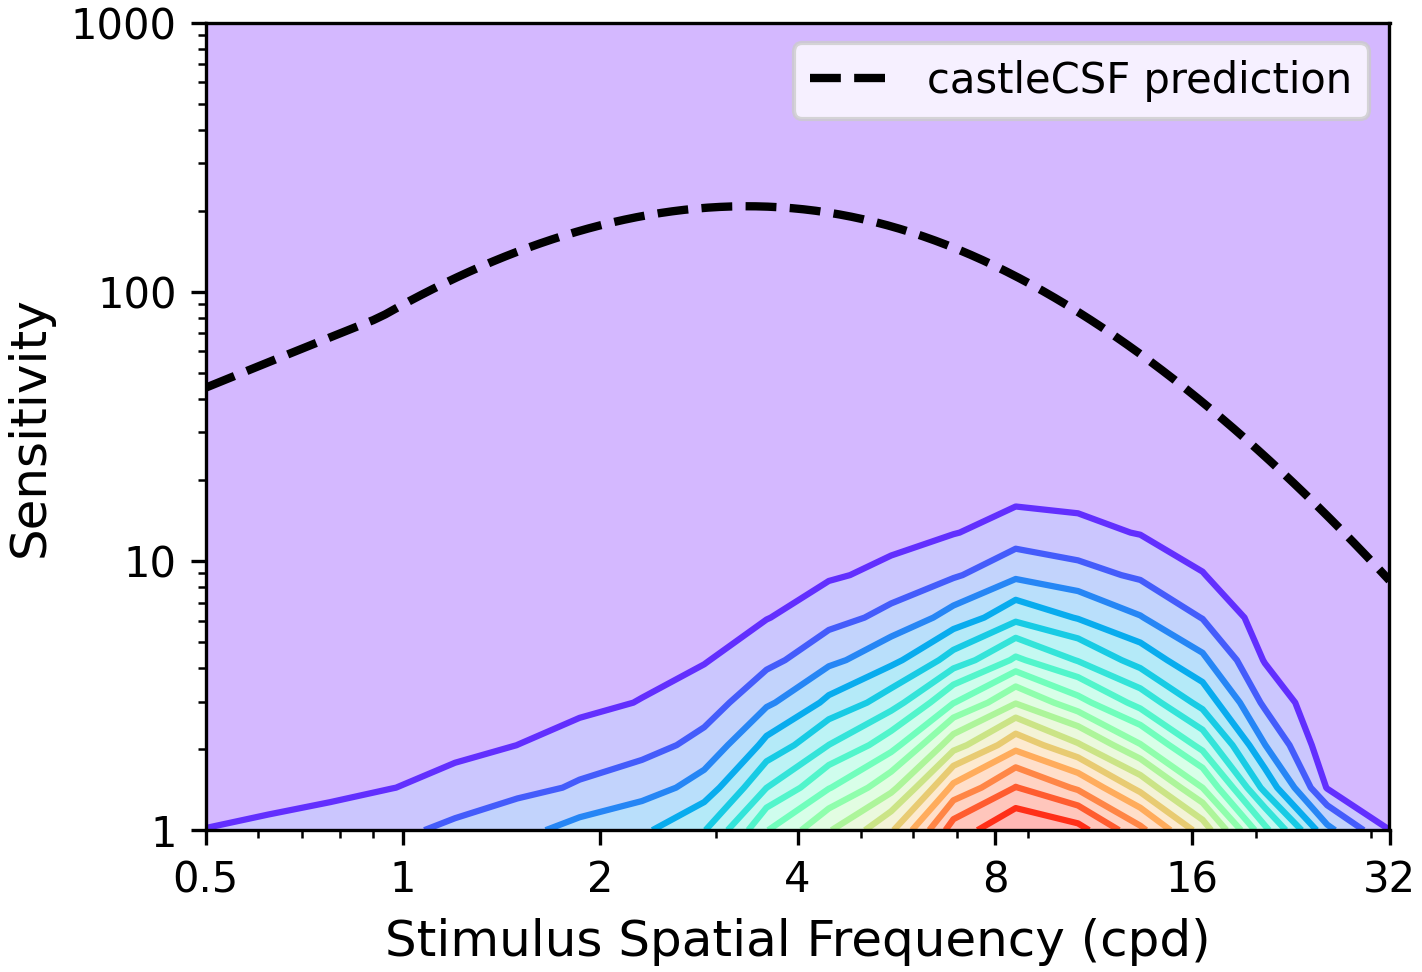 1000
castleCSF prediction
100
Sensitivity
10
1
0.5 1 2 4 8 16 32
Stimulus Spatial Frequency (cpd)